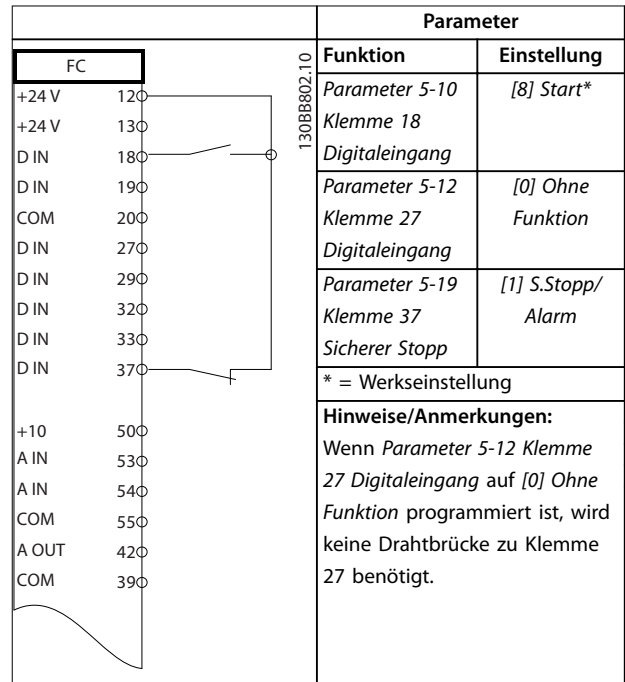 FC
+24 V 12
+24 V 13
D IN 18
D IN 19
COM 20
D IN 27
D IN 29
D IN 32
D IN 33
D IN 37
+10 50
A IN 53
A IN 54
COM 55
A OUT 42
COM 39
130BB802.10
Parameter
Funktion Einstellung
Parameter 5-10 [8] Start*
Klemme 18
Digitaleingang
Parameter 5-12 [0] Ohne
Klemme 27 Funktion
Digitaleingang
Parameter 5-19 [1] S.Stopp/
Klemme 37 Alarm
Sicherer Stopp
* = Werkseinstellung
Hinweise/Anmerkungen:
Wenn Parameter 5-12 Klemme
27 Digitaleingang auf [0] Ohne
Funktion programmiert ist, wird
keine Drahtbrücke zu Klemme
27 benötigt.